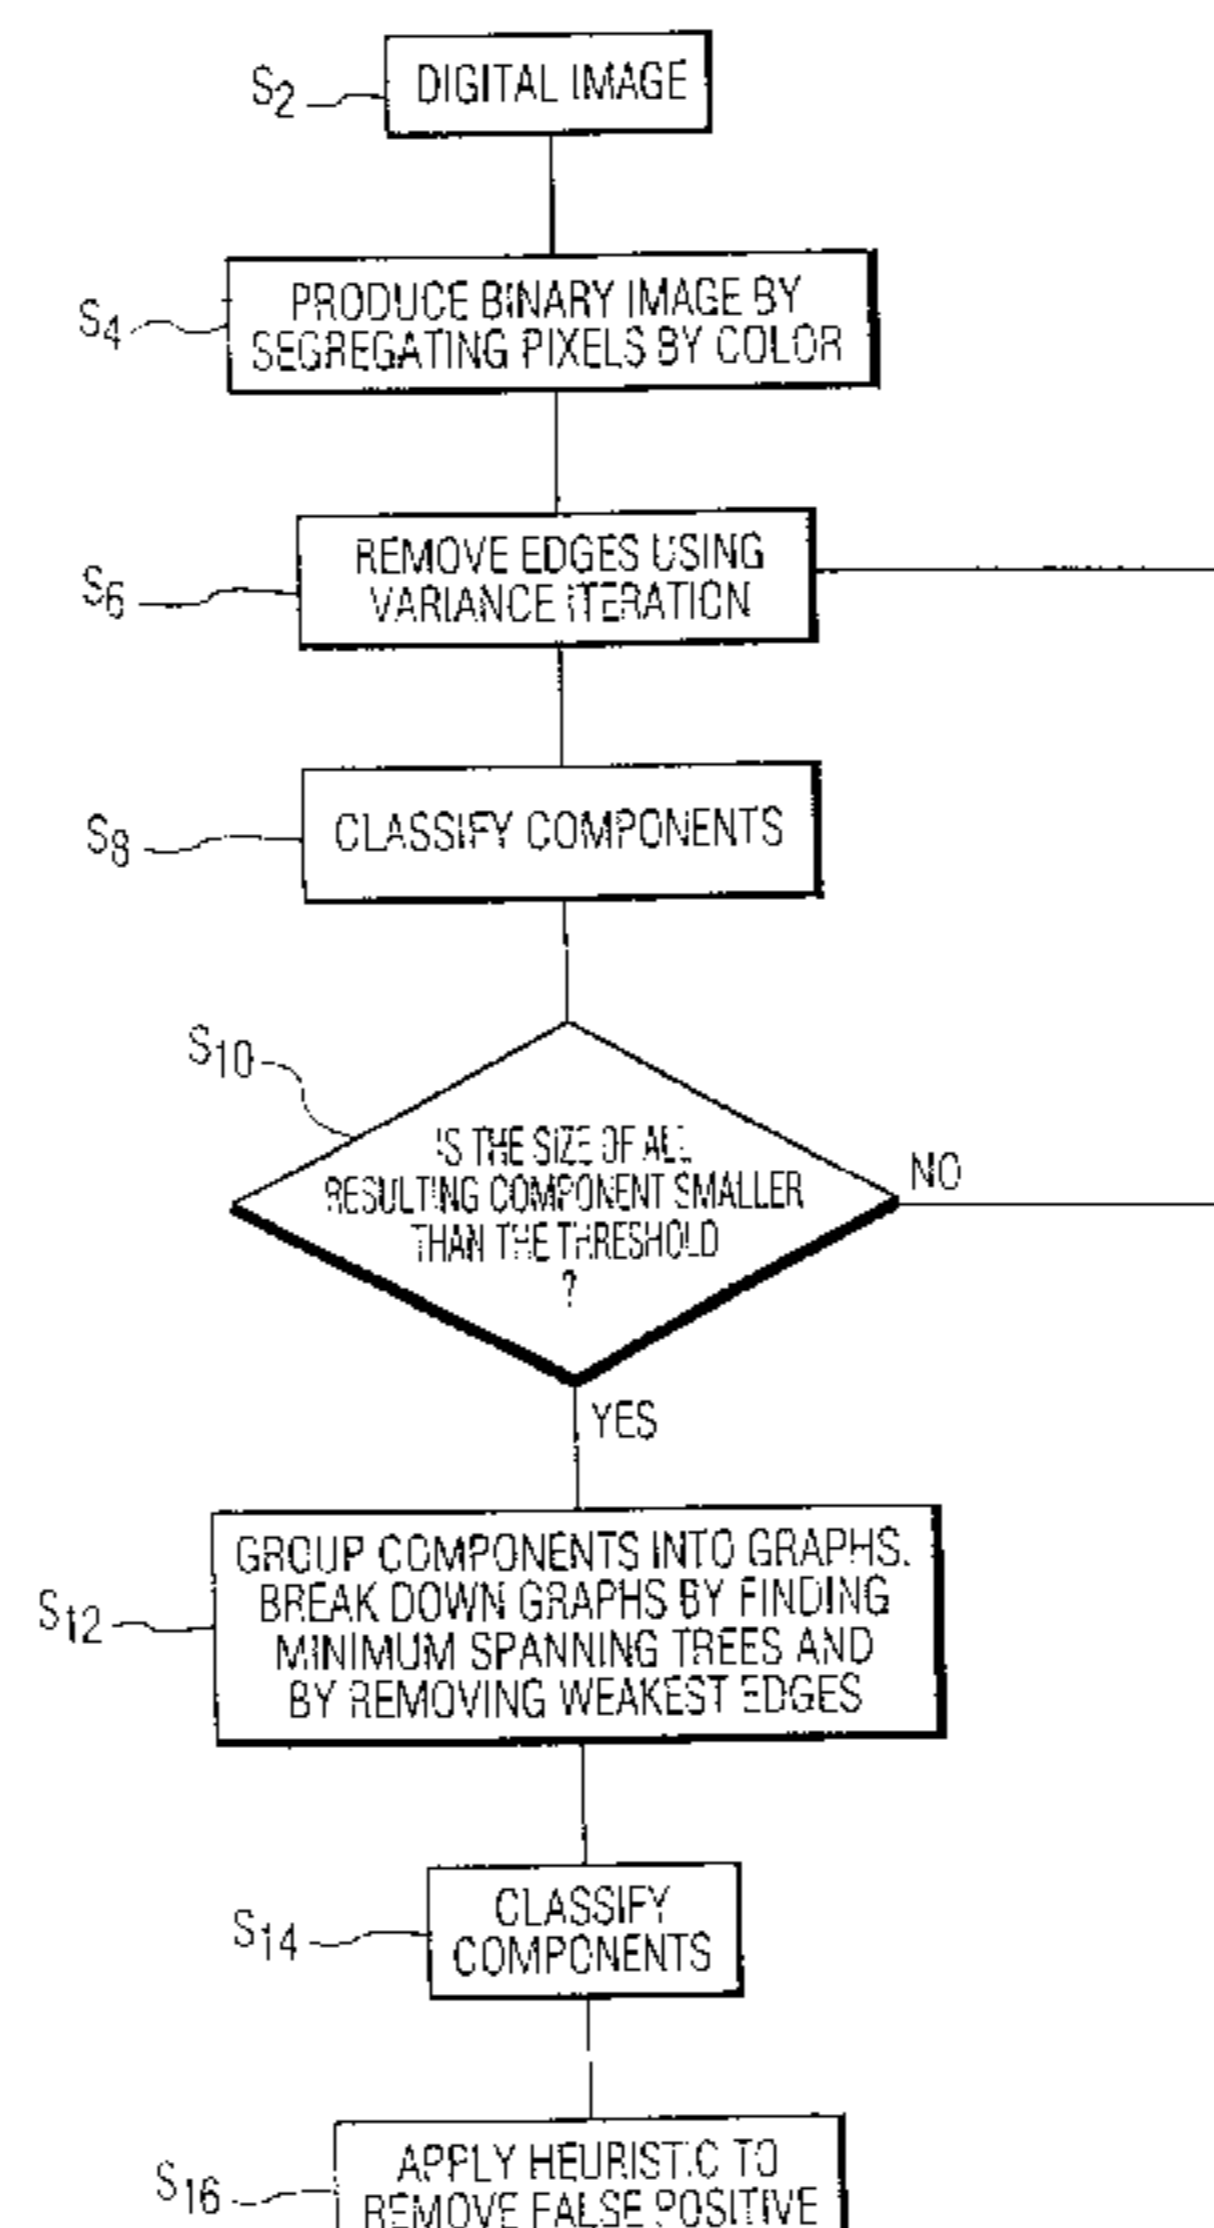 S2
DIGITAL IMAGE
S4
PRODUCE BINARY IMAGE BY
SEGREGATING PIXELS BY COLOR
S6
REMOVE EDGES USING
VARIANCE ITERATION
S8
CLASSIFY COMPONENTS
S10
IS THE SIZE OF ALL
RESULTING COMPONENT SMALLER
THAN THE THRESHOLD
?
NO
YES
S12
GROUP COMPONENTS INTO GRAPHS.
BREAK DOWN GRAPHS BY FINDING
MINIMUM SPANNING TREES AND
BY REMOVING WEAKEST EDGES
S14
CLASSIFY
COMPONENTS
S16
APPLY HEURISTIC TO
REMOVE FALSE POSITIVE